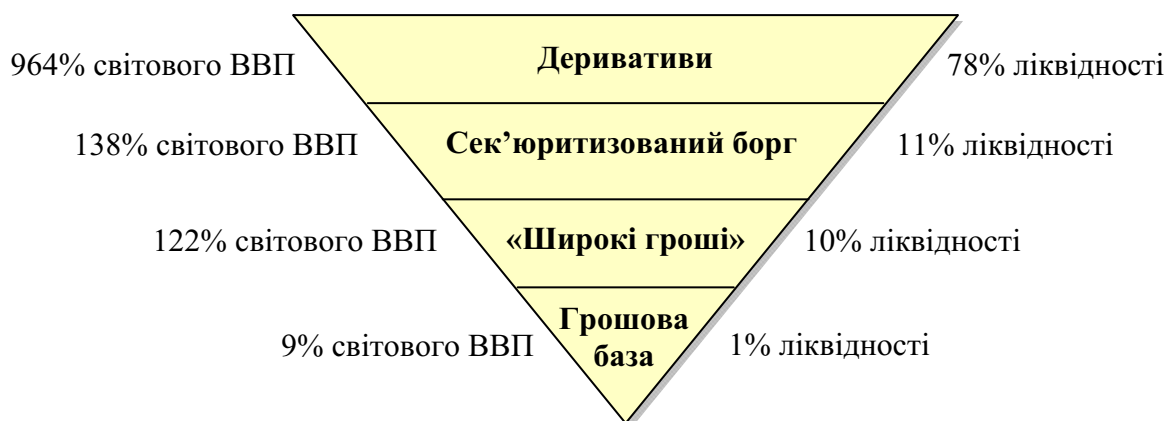 964% світового ВВП Деривативи 78% ліквідності
138% світового ВВП Сек’юритизований борг 11% ліквідності
122% світового ВВП «Широкі гроші» 10% ліквідності
9% світового ВВП Грошова база 1% ліквідності